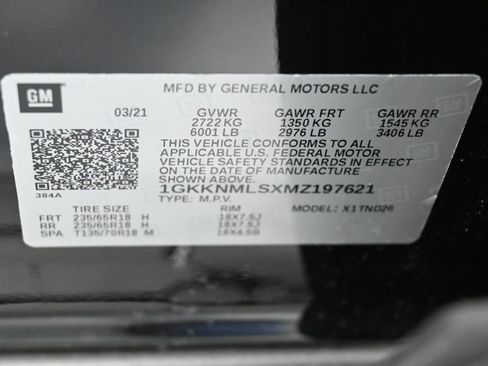 GM
MFD BY GENERAL MOTORS LLC
03/21 GVWR GAWR FRT GAWR RR
2722 KG 1350 KG 1545 KG
6001 LB 2976 LB 3406 LB
THIS VEHICLE CONFORMS TO ALL
APPLICABLE U.S. FEDERAL MOTOR
VEHICLE SAFETY STANDARDS IN EFFECT
ON THE DATE OF MANUFACTURE
SHOWN ABOVE.
1GKKNMLSXMZ197621
384A
TYPE: M.P.V. MODEL: X1TND26
TIRE SIZE RIM
FRT 235/65R18 H 18X7.5J
RR 235/65R18 H 18X7.5J
SPA T135/70R18 M 18X4.5B